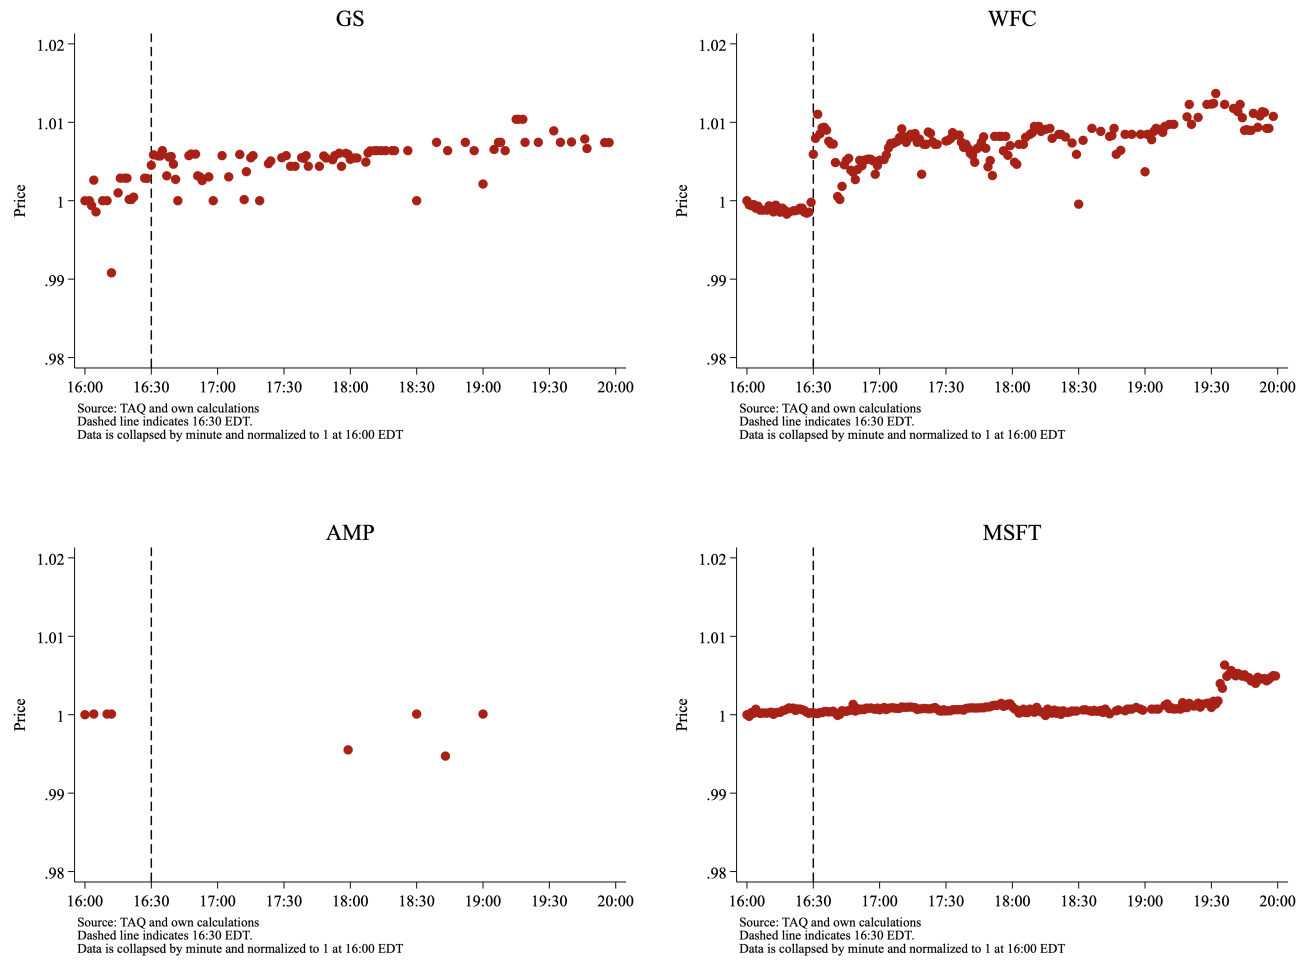 GS
1.02
1.01
1
.99
.98
Price
16:00 16:30 17:00 17:30 18:00 18:30 19:00 19:30 20:00
Source: TAQ and own calculations
Dashed line indicates 16:30 EDT.
Data is collapsed by minute and normalized to 1 at 16:00 EDT
WFC
1.02
1.01
1
.99
.98
Price
16:00 16:30 17:00 17:30 18:00 18:30 19:00 19:30 20:00
Source: TAQ and own calculations
Dashed line indicates 16:30 EDT.
Data is collapsed by minute and normalized to 1 at 16:00 EDT
AMP
1.02
1.01
1
.99
.98
Price
16:00 16:30 17:00 17:30 18:00 18:30 19:00 19:30 20:00
Source: TAQ and own calculations
Dashed line indicates 16:30 EDT.
Data is collapsed by minute and normalized to 1 at 16:00 EDT
MSFT
1.02
1.01
1
.99
.98
Price
16:00 16:30 17:00 17:30 18:00 18:30 19:00 19:30 20:00
Source: TAQ and own calculations
Dashed line indicates 16:30 EDT.
Data is collapsed by minute and normalized to 1 at 16:00 EDT